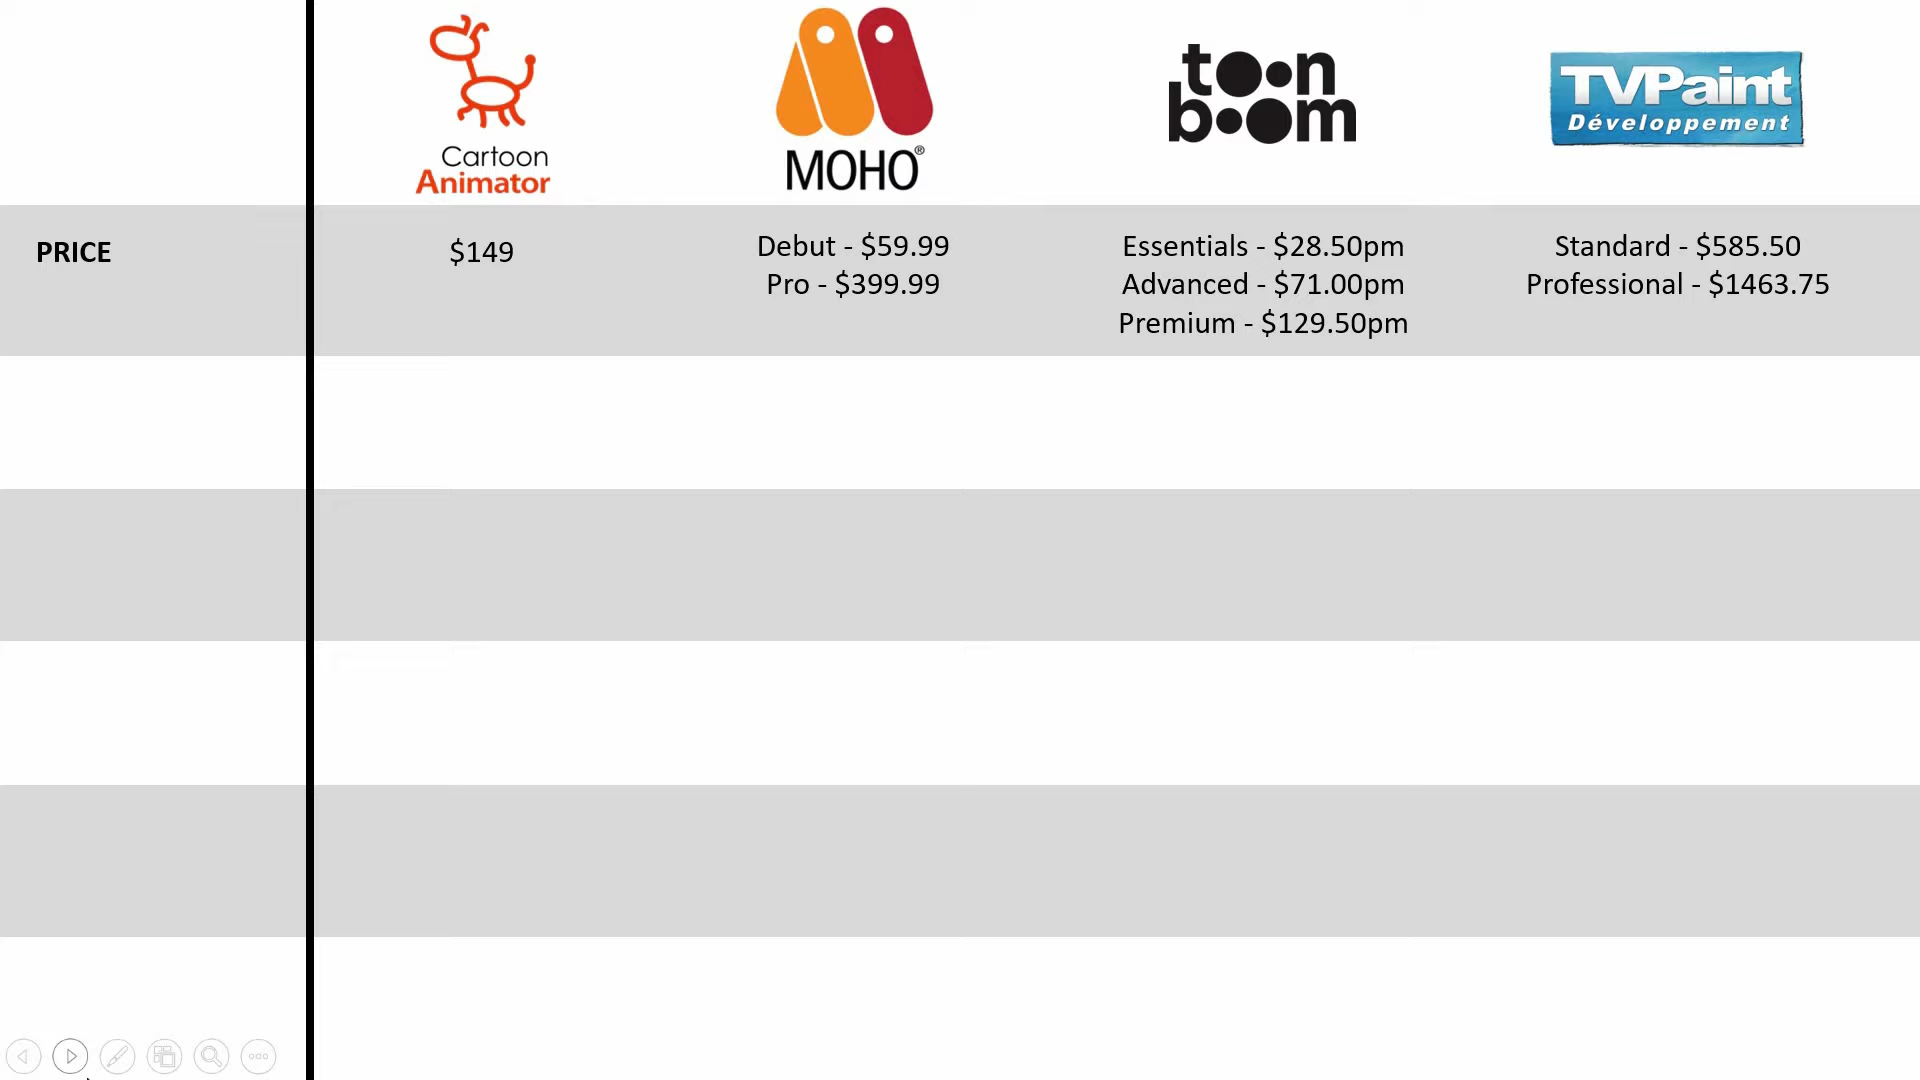 Cartoon
Animator
MOHO®
toon
boom
TVPaint
Développement
PRICE
$149
Debut - $59.99
Pro - $399.99
Essentials - $28.50pm
Advanced - $71.00pm
Premium - $129.50pm
Standard - $585.50
Professional - $1463.75